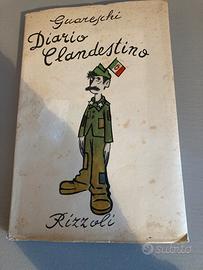 Guareschi
Diario
Clandestino
Rizzoli
subito